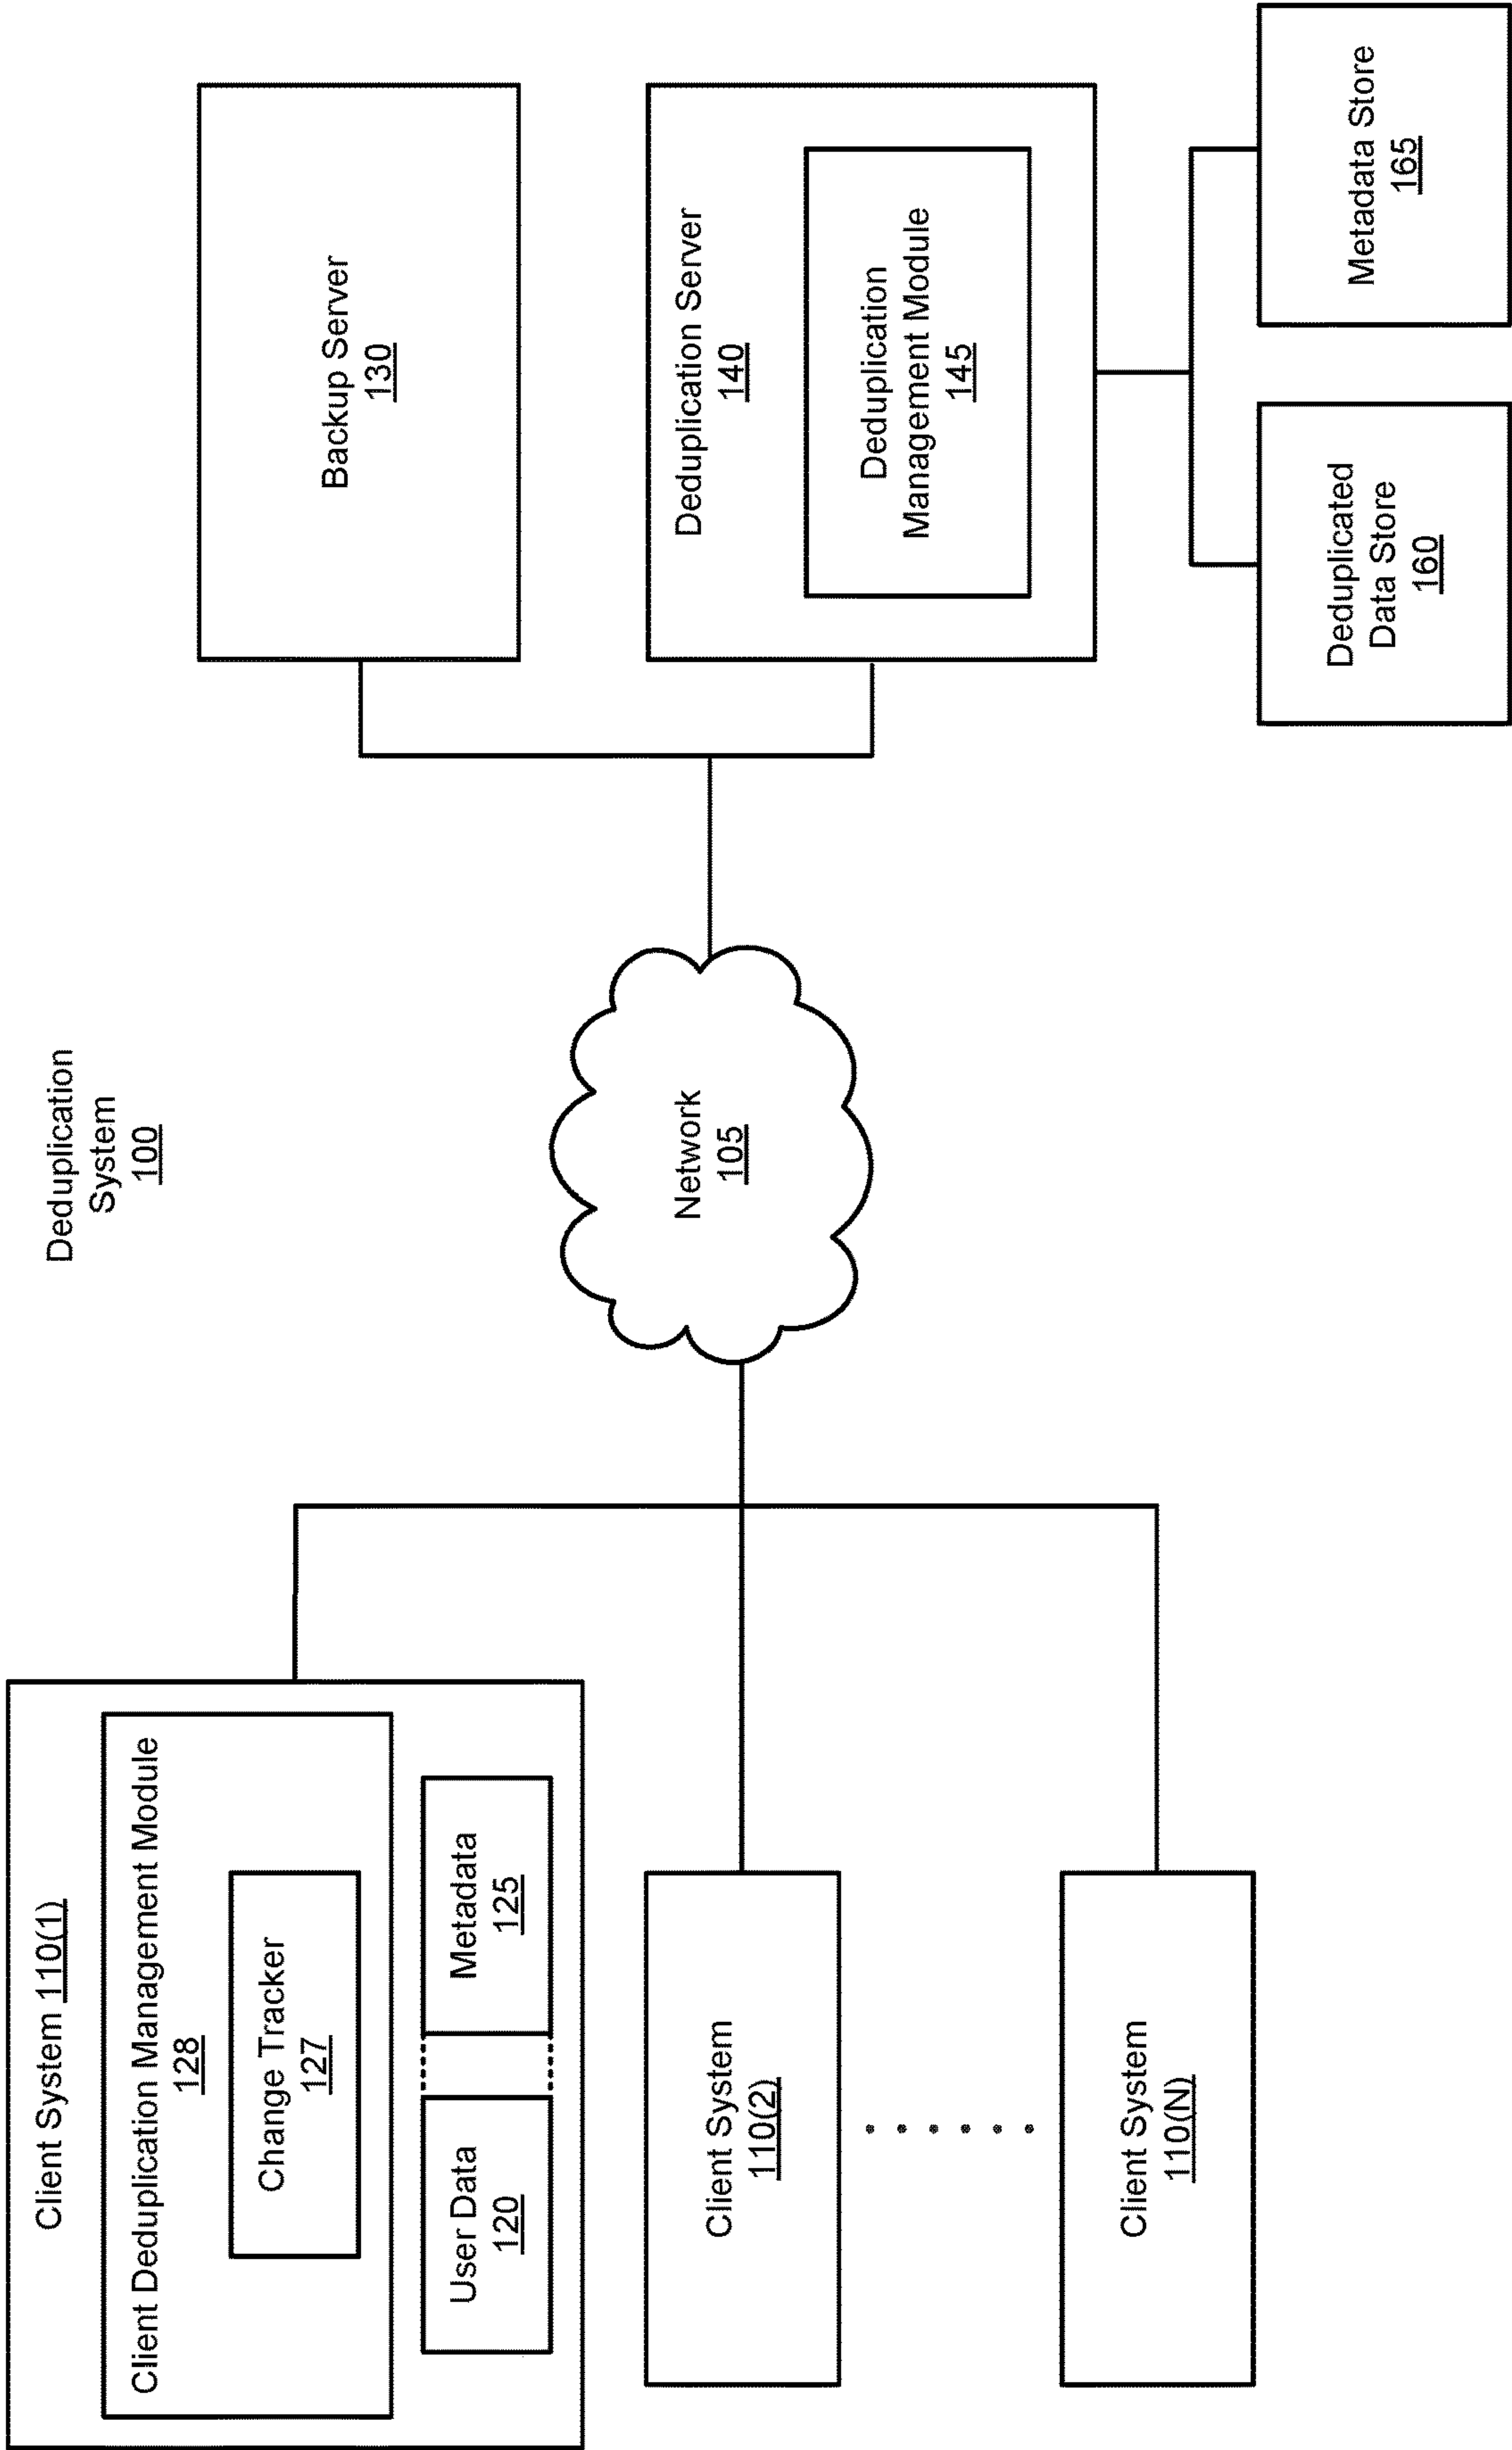 Deduplication
System
100
Client System 110(1)
Client Deduplication Management Module
128
Change Tracker
127
User Data
120
Metadata
125
Client System
110(2)
Client System
110(N)
Network
105
Backup Server
130
Deduplication Server
140
Deduplication
Management Module
145
Deduplicated
Data Store
160
Metadata Store
165